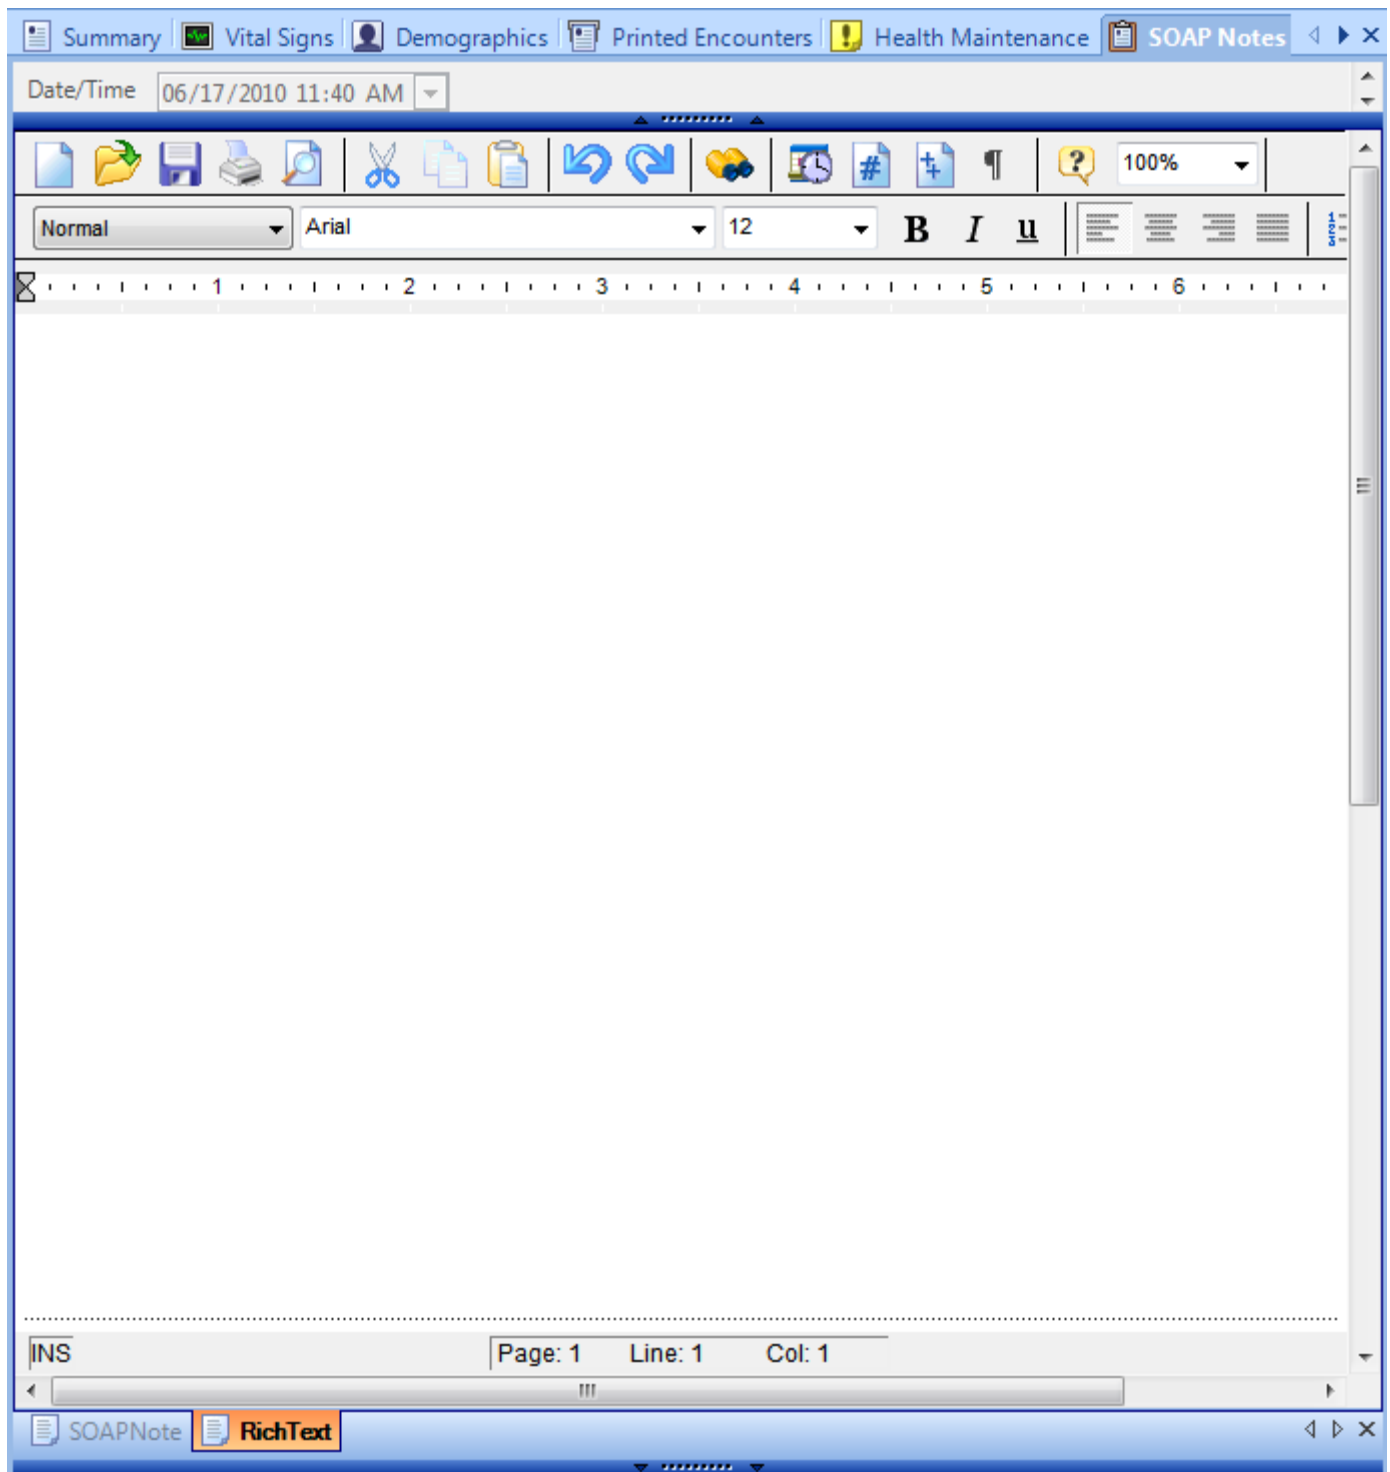 Summary Vital Signs Demographics Printed Encounters Health Maintenance SOAP Notes
Date/Time 06/17/2010 11:40 AM
# ¶ ? 100%
Normal Arial 12 B I u
1 2 3 4 5 6
INS Page: 1 Line: 1 Col: 1
SOAPNote RichText